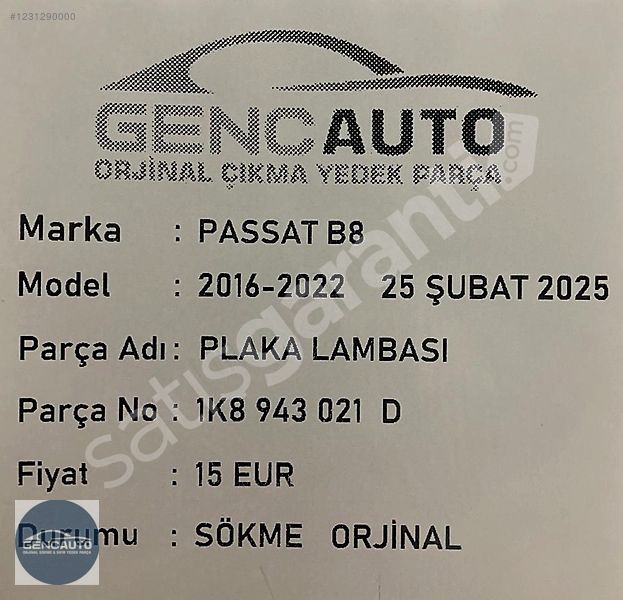 #1231290000
GENCAUTO
ORJİNAL ÇIKMA YEDEK PARÇA
Marka : PASSAT B8
Model : 2016-2022 25 ŞUBAT 2025
Parça Adı : PLAKA LAMBASI
Parça No : 1K8 943 021 D
Fiyat : 15 EUR
Durumu : SÖKME ORJİNAL
satışgaranti.com
GENCAUTO